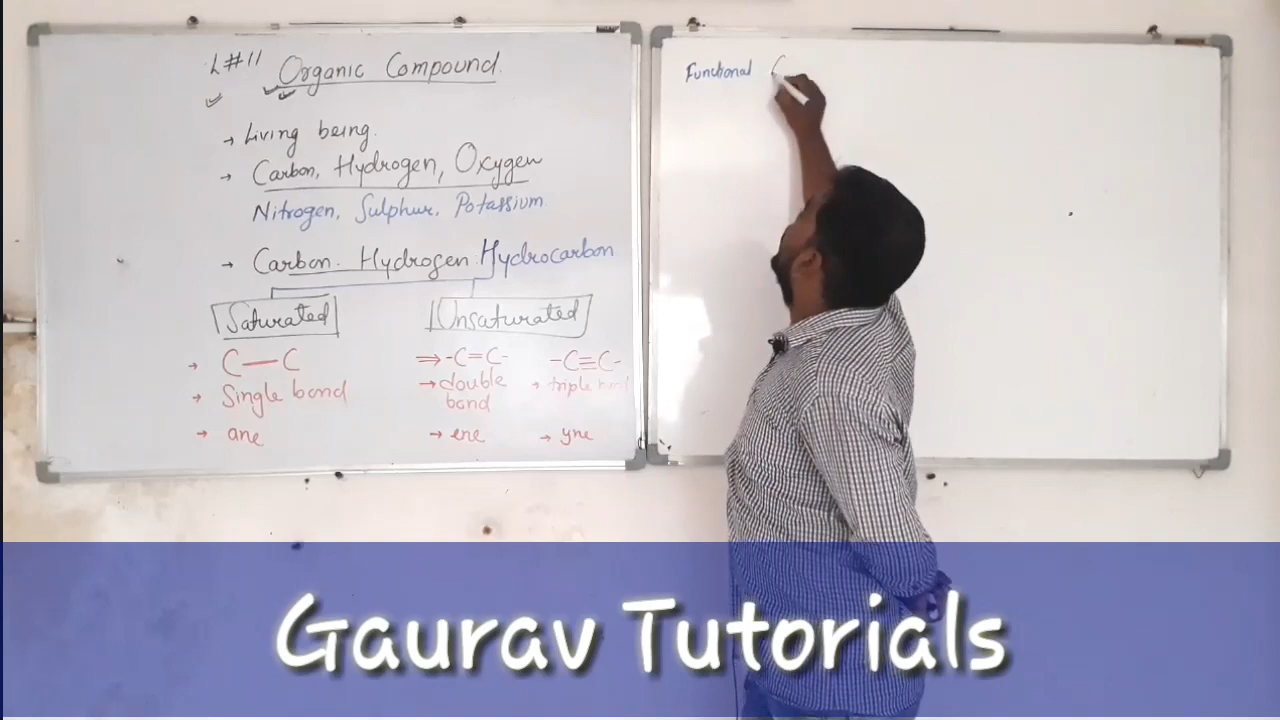 L#11 Organic Compound
→ Living being.
→ Carbon, Hydrogen, Oxygen
Nitrogen, Sulphur, Potassium
→ Carbon. Hydrogen. Hydrocarbon
Saturated
Unsaturated
→ C—C
⇒ -C=C-
-C≡C-
→ Single bond
→ double bond
→ triple bond
→ ane
→ ene
→ yne
Functional
Gaurav Tutorials